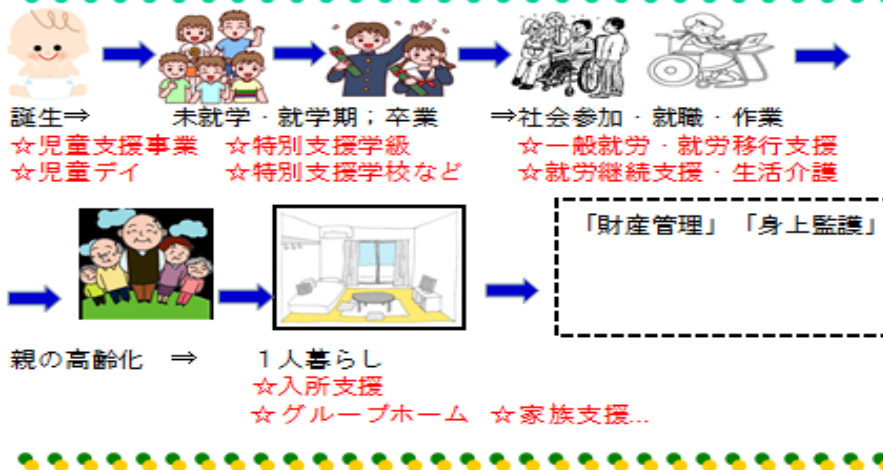 誕生⇒ 未就学・就学期；卒業 ⇒社会参加・就職・作業
☆児童支援事業 ☆特別支援学級 ☆一般就労・就労移行支援
☆児童デイ ☆特別支援学校など ☆就労継続支援・生活介護
「財産管理」「身上監護」
親の高齢化 ⇒ １人暮らし
☆入所支援
☆グループホーム ☆家族支援…